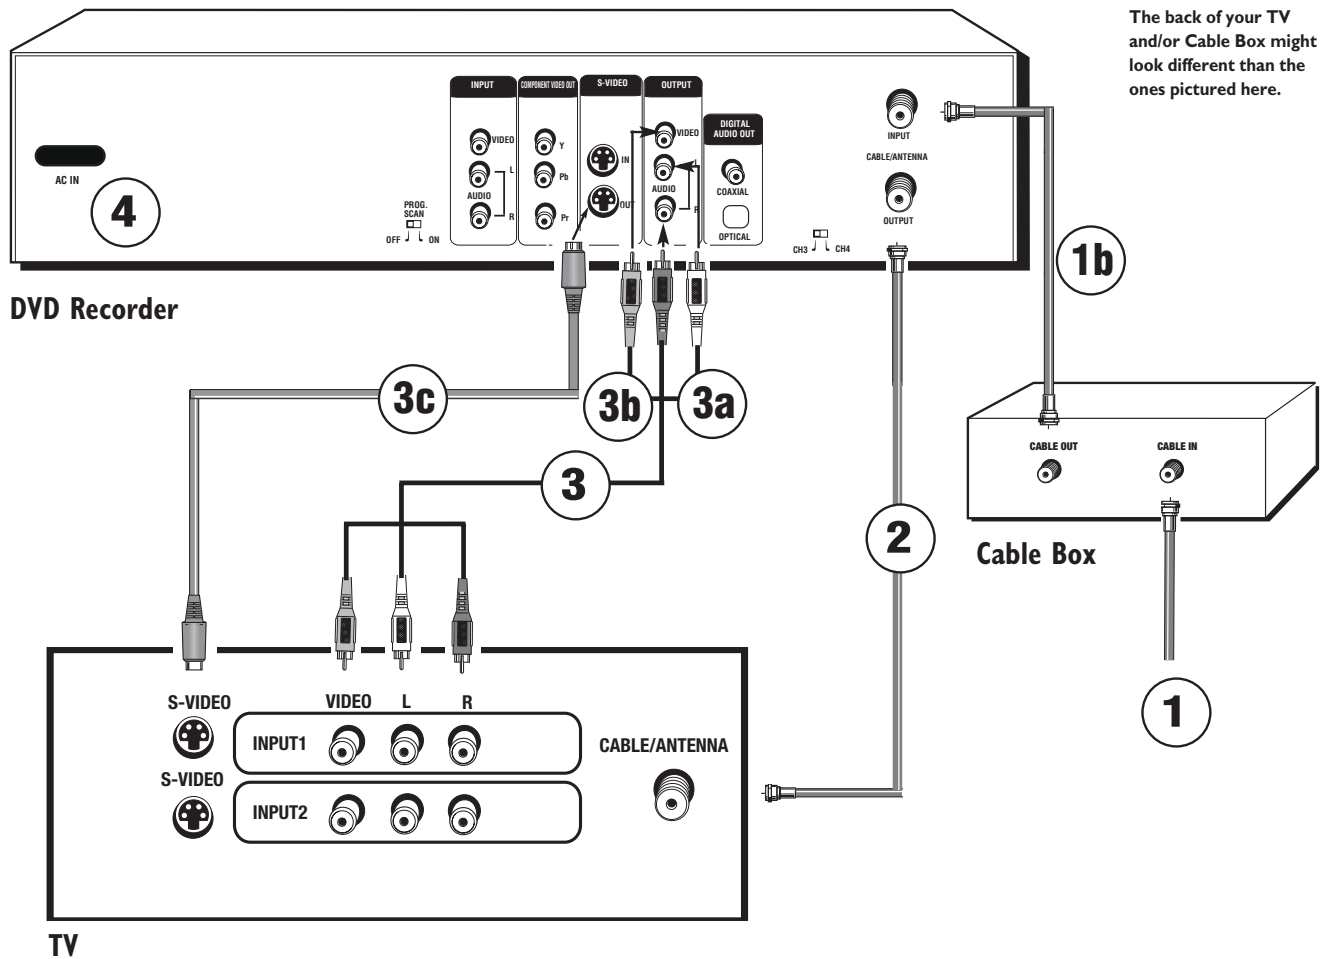 The back of your TV
and/or Cable Box might
look different than the
ones pictured here.
INPUT
COMPONENT VIDEO OUT
S-VIDEO
OUTPUT
DIGITAL
AUDIO OUT
VIDEO
L
AUDIO
R
Y
Pb
Pr
IN
OUT
VIDEO
L
AUDIO
R
COAXIAL
OPTICAL
INPUT
CABLE/ANTENNA
OUTPUT
AC IN
4
PROG.
SCAN
OFF ON
CH3 CH4
1b
DVD Recorder
3c
3b
3a
3
2
CABLE OUT
CABLE IN
Cable Box
1
S-VIDEO
VIDEO L R
INPUT1
CABLE/ANTENNA
S-VIDEO
INPUT2
TV